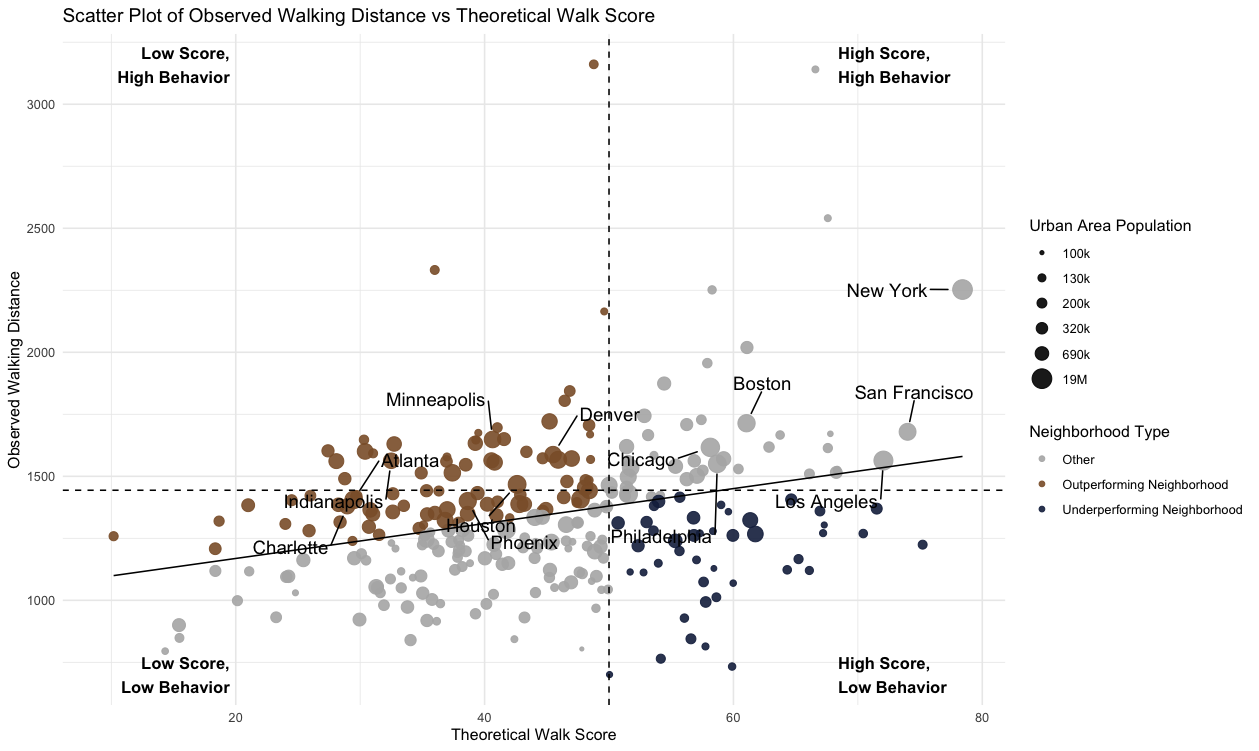 Scatter Plot of Observed Walking Distance vs Theoretical Walk Score
Low Score,
High Behavior
High Score,
High Behavior
3000
2500
2000
1500
1000
Observed Walking Distance
New York
Boston
San Francisco
Minneapolis
Denver
Atlanta
Chicago
Indianapolis
Los Angeles
Houston
Philadelphia
Phoenix
Charlotte
Low Score,
Low Behavior
High Score,
Low Behavior
20
40
60
80
Theoretical Walk Score
Urban Area Population
100k
130k
200k
320k
690k
19M
Neighborhood Type
Other
Outperforming Neighborhood
Underperforming Neighborhood